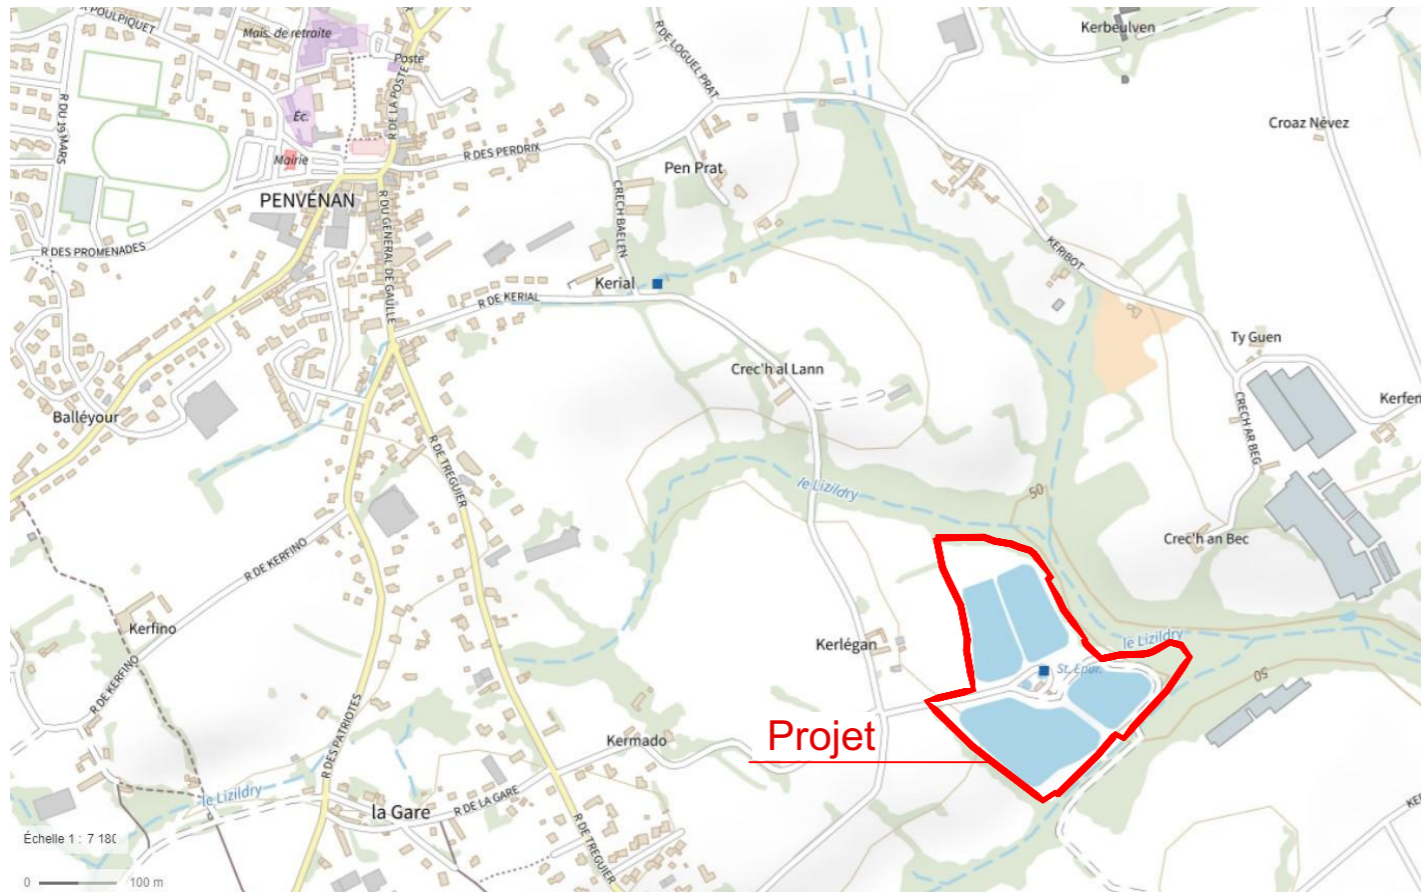 POULPIQUET
Mais. de retraite
Poste
R DE LA POSTE
R DE LOGUEL PRAT
Kerbeulven
R DU 19 MARS
Éc.
Mairie
R DES PERDRIX
Pen Prat
Croaz Névez
PENVÉNAN
CRECH BAELEN
R DU GENERAL DE GAULLE
R DES PROMENADES
KERIBOT
Kerial
R DE KERIAL
Ty Guen
Crec'h al Lann
Kerfen
Balléyour
CRECH AR BEG
R DE TREGUIER
le Lizildry
50
Crec'h an Bec
R DE KERFINO
Kerfino
Kerlégan
le Lizildry
St. Epur.
50
R DE KERFINO
R DES PATRIOTES
Projet
Kermado
le Lizildry
R DE LA GARE
la Gare
R DE TREGUIER
Échelle 1 : 7 180
0
100 m